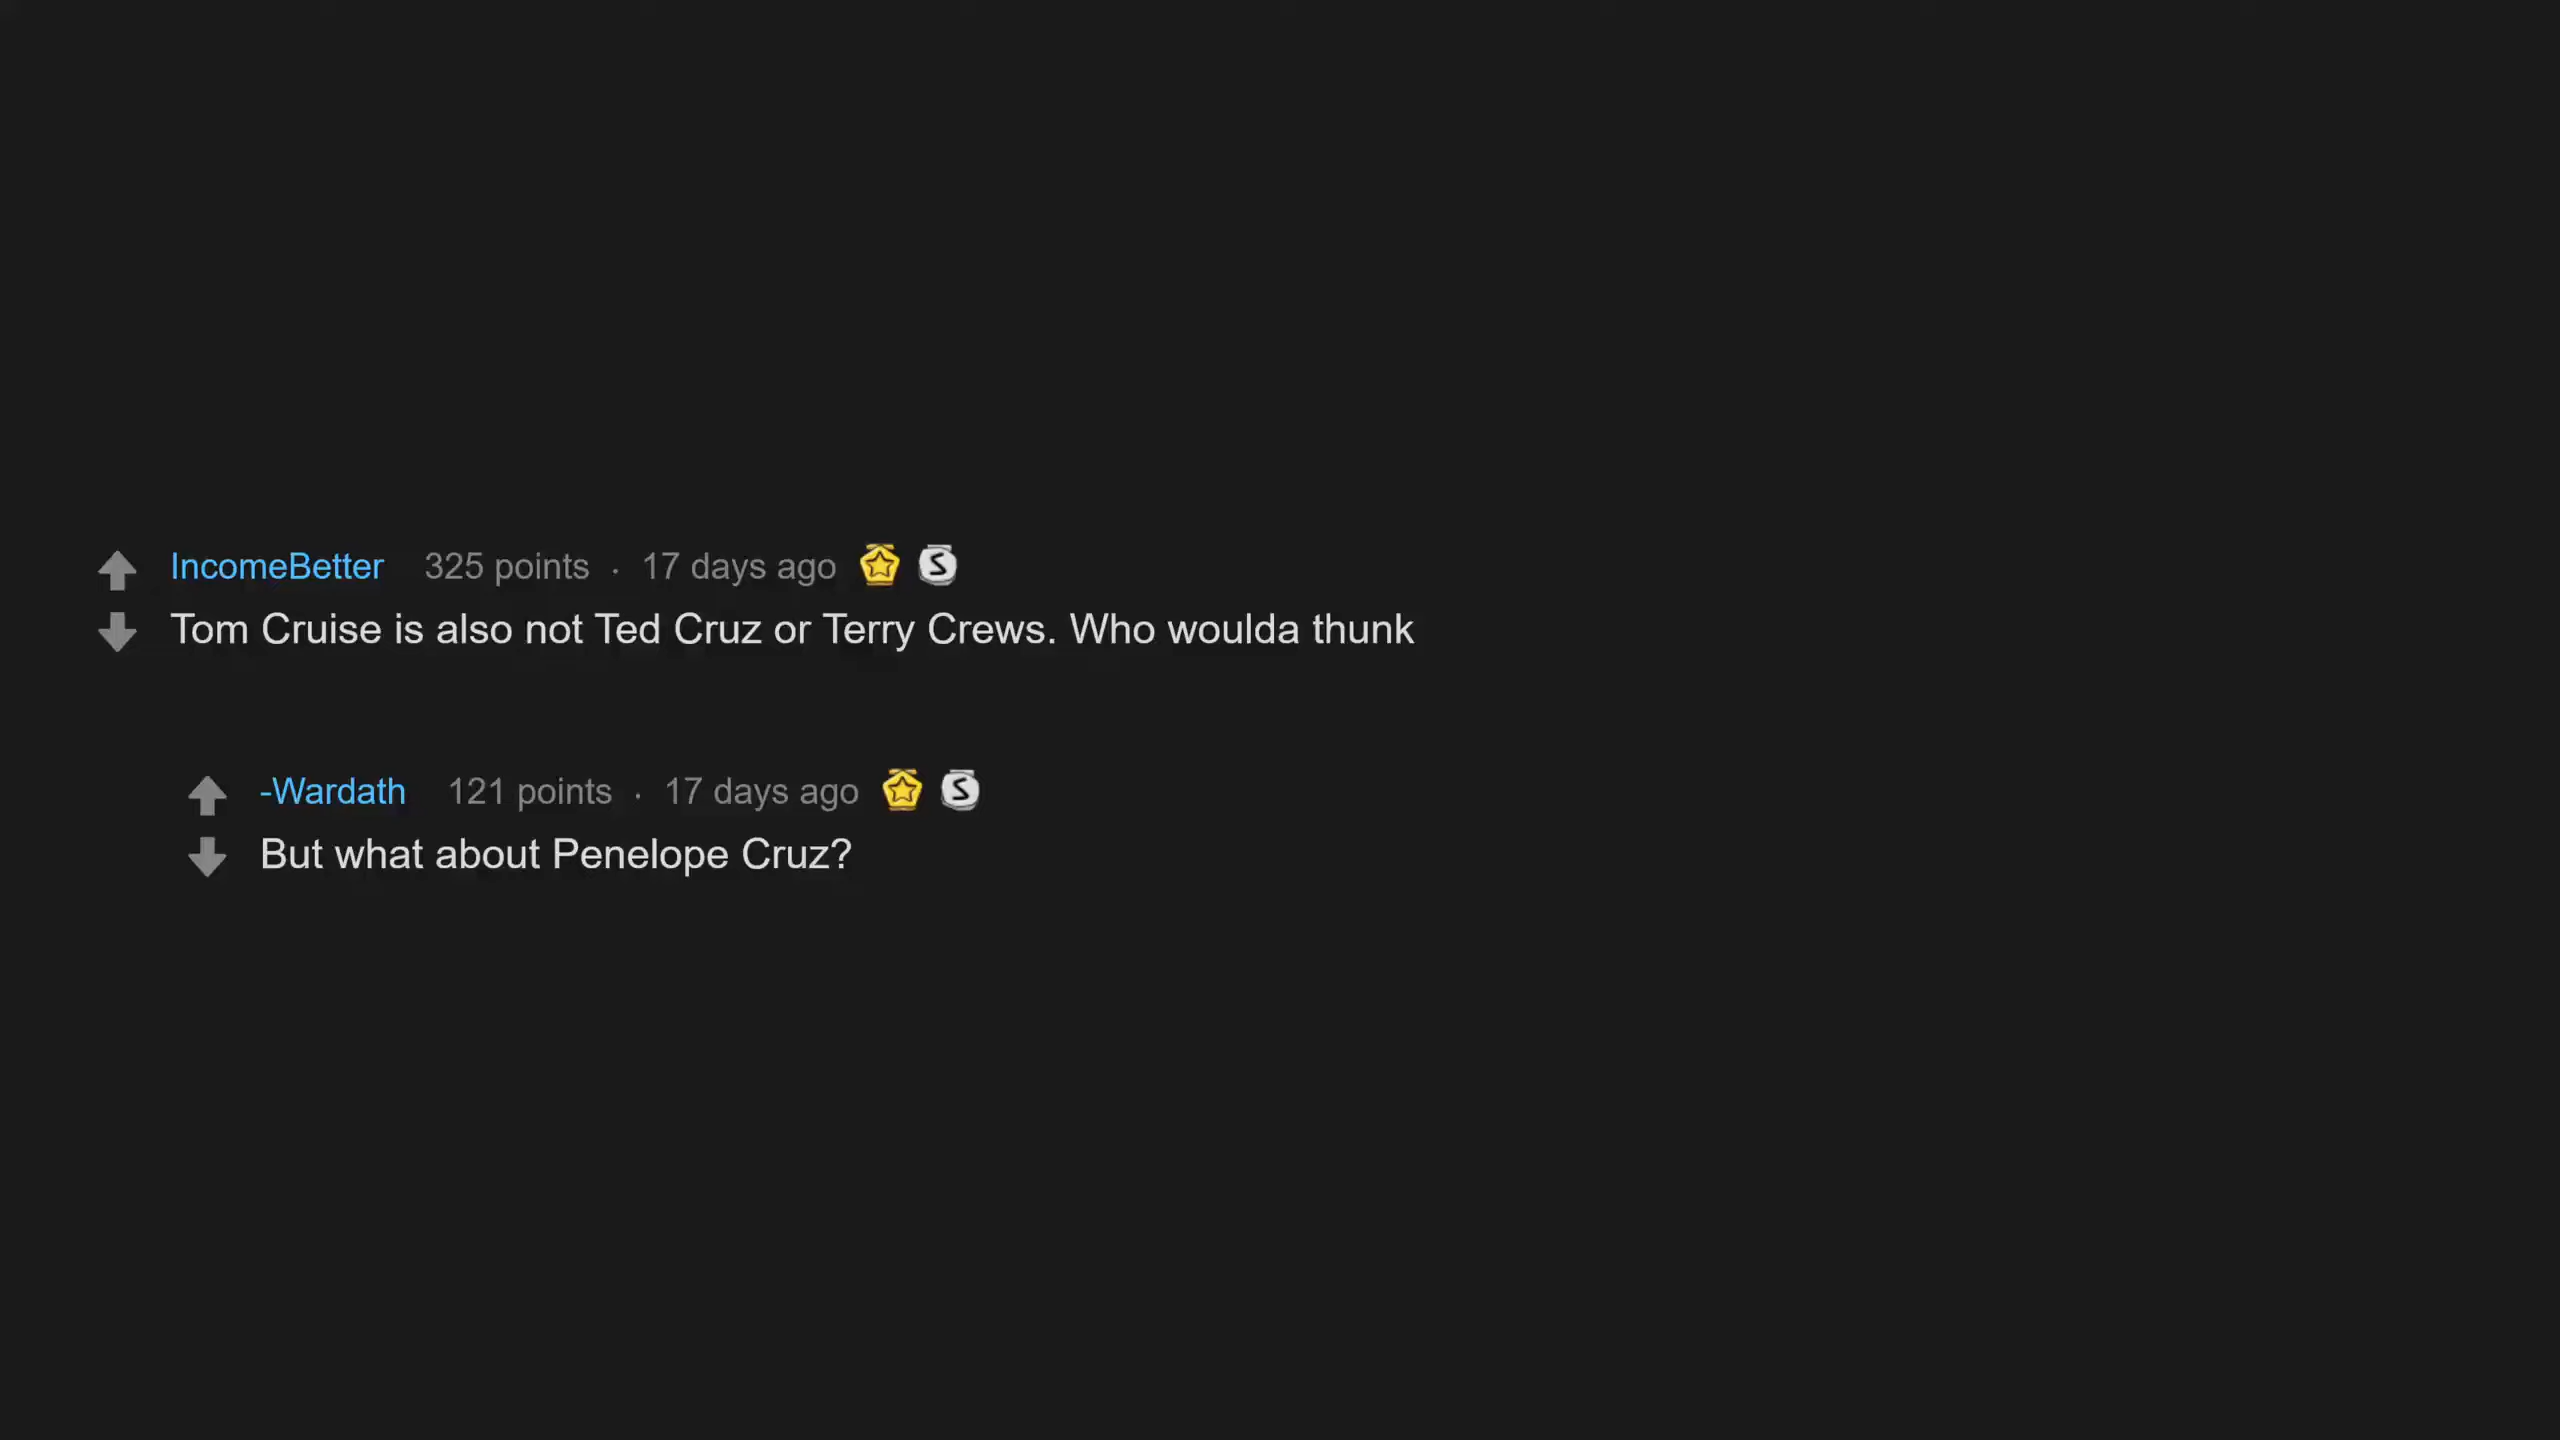 IncomeBetter 325 points · 17 days ago S
Tom Cruise is also not Ted Cruz or Terry Crews. Who woulda thunk
-Wardath 121 points · 17 days ago S
But what about Penelope Cruz?